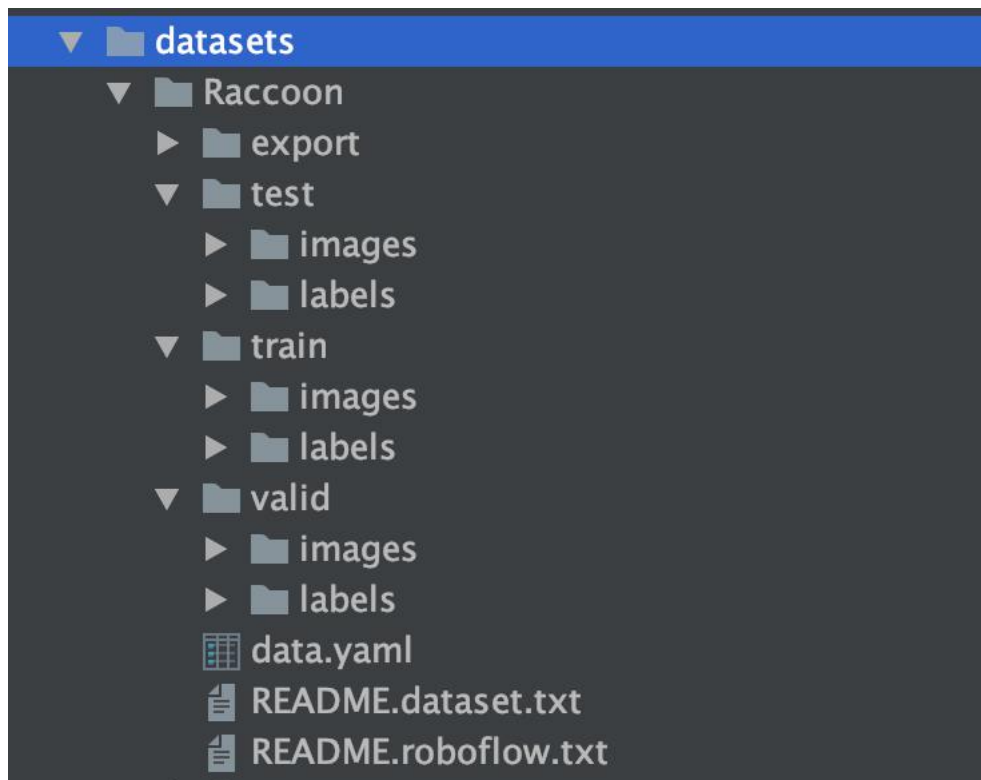 datasets
Raccoon
export
test
images
labels
train
images
labels
valid
images
labels
data.yaml
README.dataset.txt
README.roboflow.txt